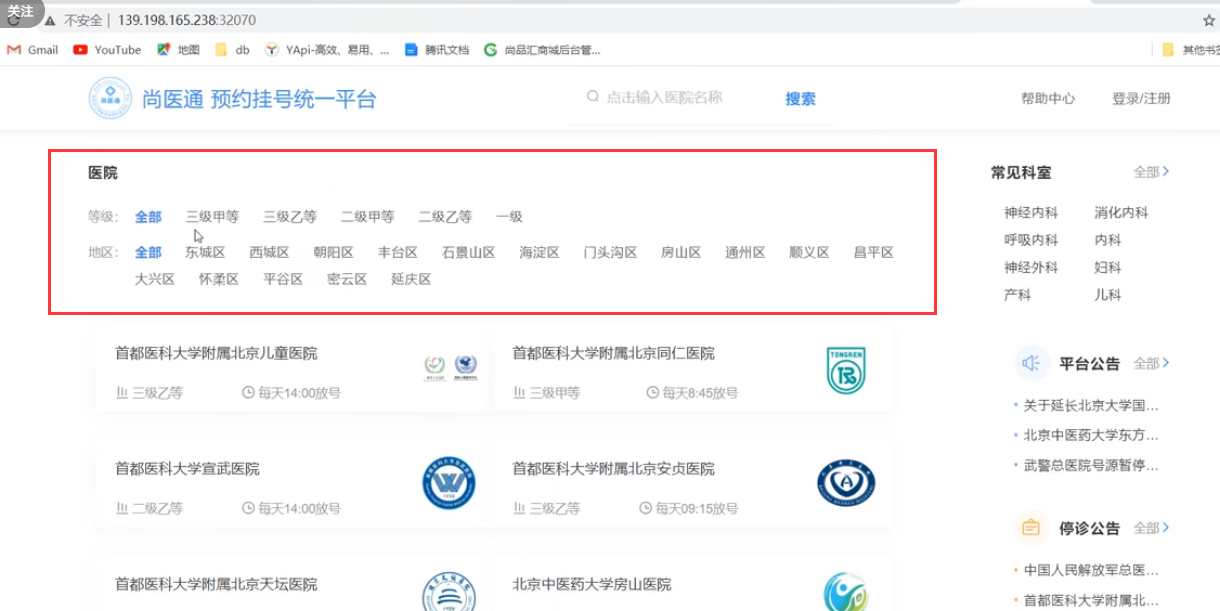 关注
不安全 139.198.165.238:32070
Gmail YouTube 地图 db YApi-高效、易用、... 腾讯文档 尚品汇商城后台管... 其他书签
尚医通 预约挂号统一平台 点击输入医院名称 搜索 帮助中心 登录/注册
医院
等级: 全部 三级甲等 三级乙等 二级甲等 二级乙等 一级
地区: 全部 东城区 西城区 朝阳区 丰台区 石景山区 海淀区 门头沟区 房山区 通州区 顺义区 昌平区
大兴区 怀柔区 平谷区 密云区 延庆区
常见科室 全部
神经内科 消化内科
呼吸内科 内科
神经外科 妇科
产科 儿科
首都医科大学附属北京儿童医院
三级乙等 每天14:00放号
首都医科大学附属北京同仁医院
三级甲等 每天8:45放号
TONGREN
首都医科大学宣武医院
二级乙等 每天14:00放号
首都医科大学附属北京安贞医院
三级乙等 每天09:15放号
首都医科大学附属北京天坛医院
北京中医药大学房山医院
平台公告 全部
关于延长北京大学国...
北京中医药大学东方...
武警总医院号源暂停...
停诊公告 全部
中国人民解放军总医...
首都医科大学附属北...